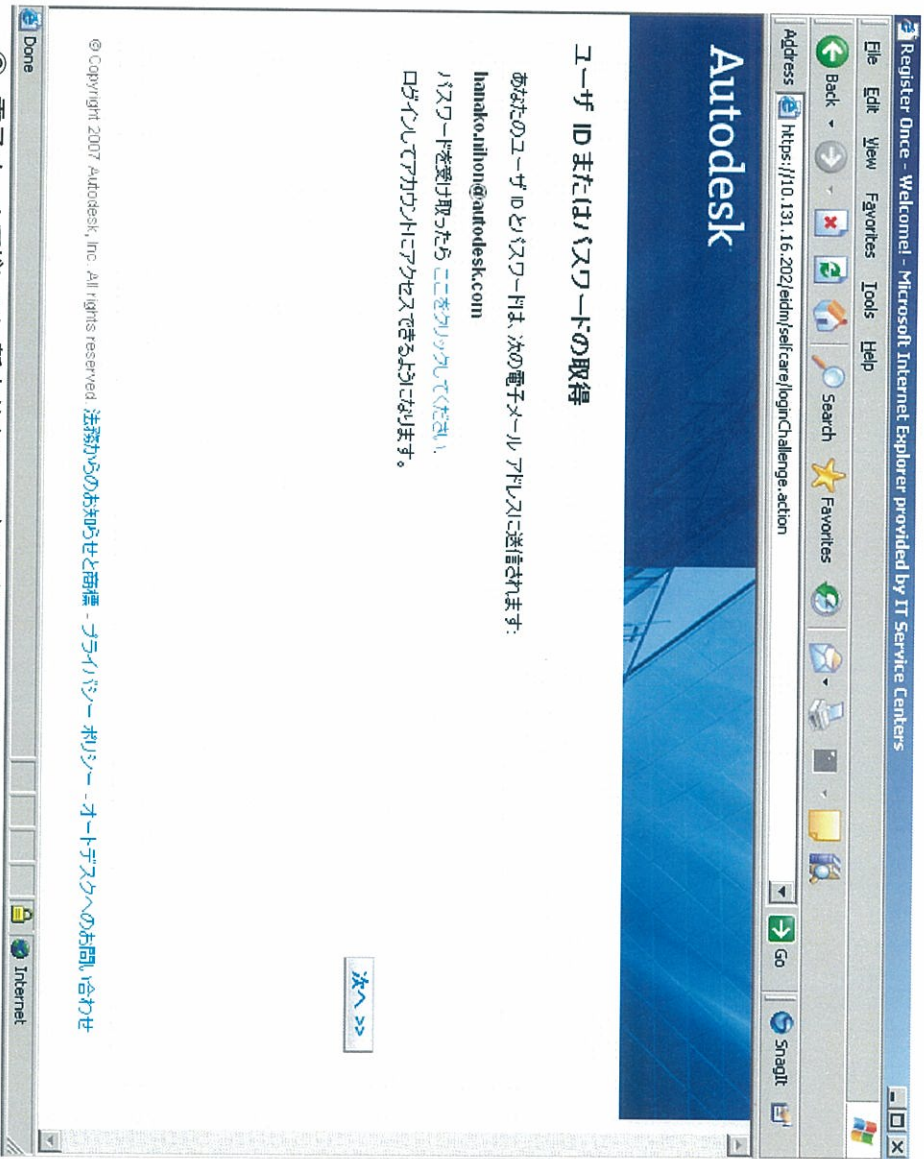 Register Once - Welcome! - Microsoft Internet Explorer provided by IT Service Centers
File Edit View Favorites Tools Help
Back Search Favorites
Address https://10.131.16.202/eidm/selfcare/loginChallenge.action Go SnagIt
Autodesk
ユーザ ID またはパスワードの取得
あなたのユーザ ID とパスワードは、次の電子メール アドレスに送信されます:
hanako.nihon@autodesk.com
パスワードを受け取ったら ここをクリックしてください。
ログインしてアカウントにアクセスできるようになります。
次へ >>
© Copyright 2007 Autodesk, Inc. All rights reserved. 法務からのお知らせと商標 - プライバシー ポリシー - オートデスクへのお問い合わせ
Done Internet